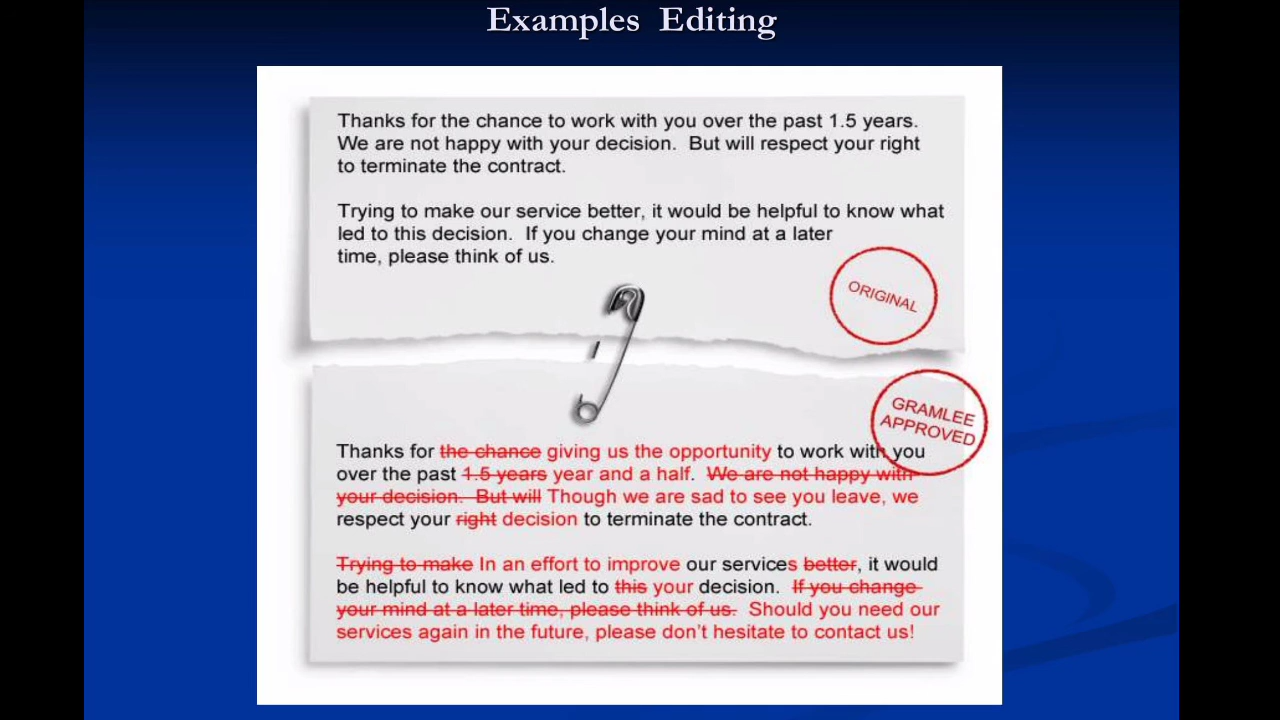 Examples Editing
Thanks for the chance to work with you over the past 1.5 years.
We are not happy with your decision. But will respect your right
to terminate the contract.
Trying to make our service better, it would be helpful to know what
led to this decision. If you change your mind at a later
time, please think of us.
ORIGINAL
GRAMLEE
APPROVED
Thanks for the chance giving us the opportunity to work with you
over the past 1.5 years year and a half. We are not happy with
your decision. But will Though we are sad to see you leave, we
respect your right decision to terminate the contract.
Trying to make In an effort to improve our services better, it would
be helpful to know what led to this your decision. If you change
your mind at a later time, please think of us. Should you need our
services again in the future, please don't hesitate to contact us!